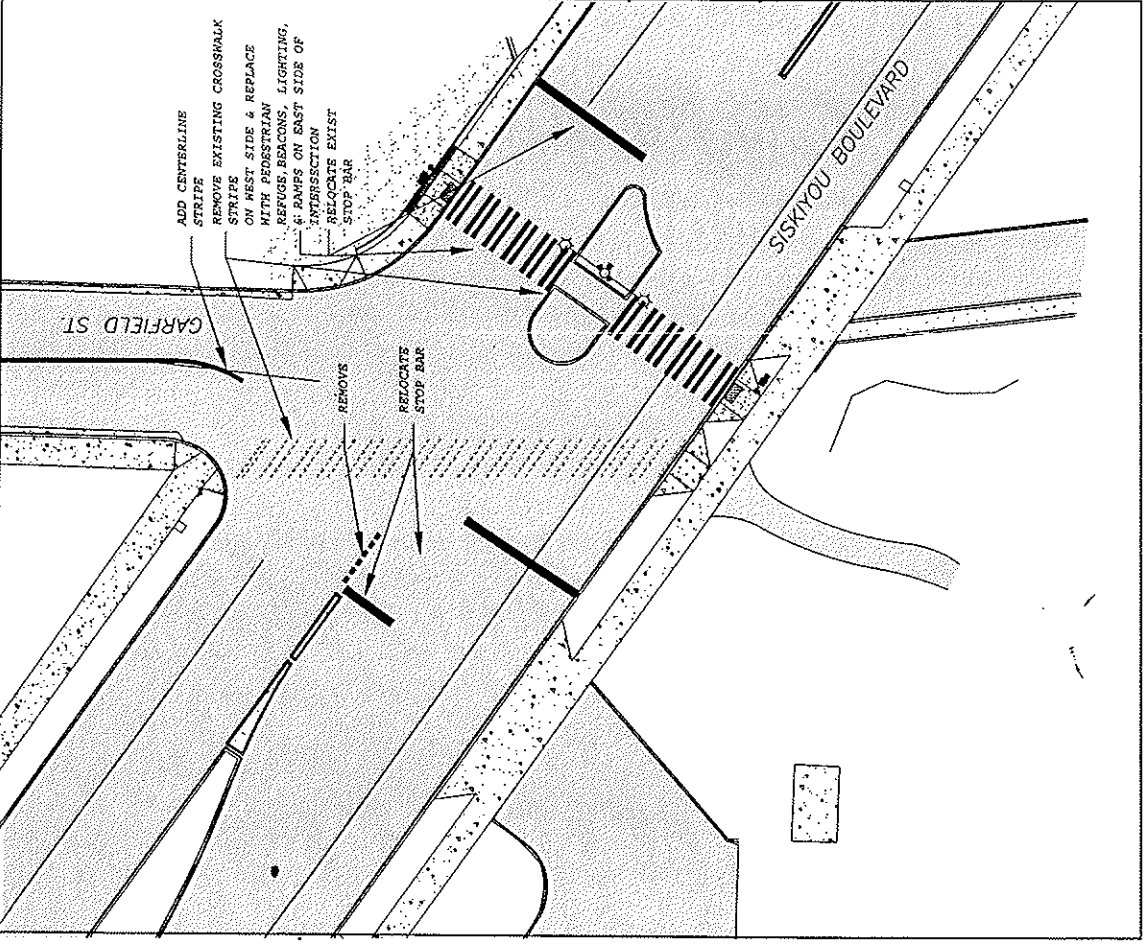 ADD CENTERLINE
STRIPE
REMOVE EXISTING CROSSWALK
STRIPE
ON WEST SIDE & REPLACE
WITH PEDESTRIAN
REFUGE, BEACONS, LIGHTING,
& RAMPS ON EAST SIDE OF
INTERSECTION
RELOCATE EXIST
STOP BAR
GARFIELD ST.
SISKIYOU BOULEVARD
REMOVE
RELOCATE
STOP BAR